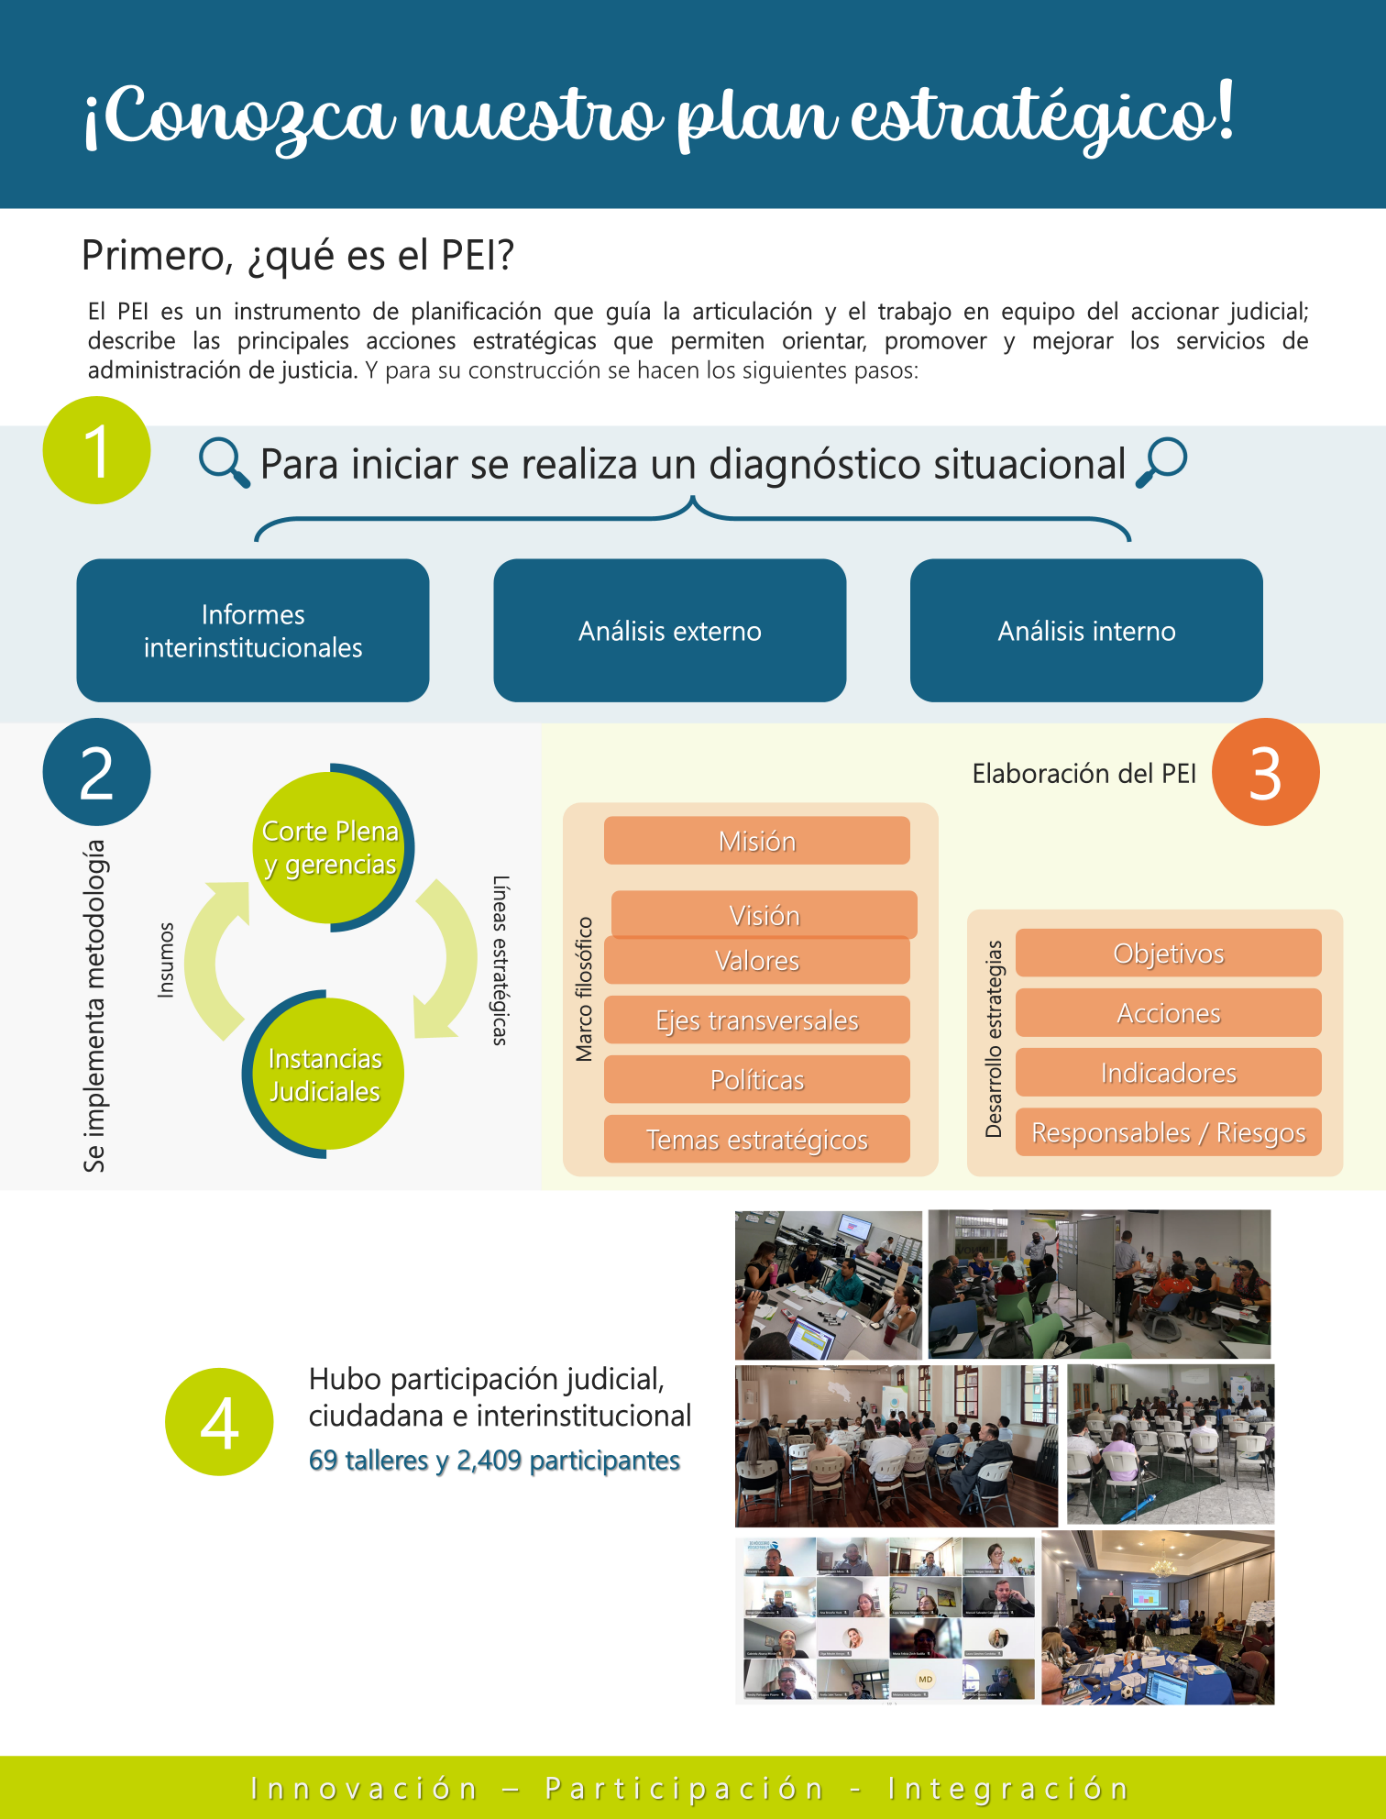 ¡Conozca nuestro plan estratégico!
Primero, ¿qué es el PEI?
El PEI es un instrumento de planificación que guía la articulación y el trabajo en equipo del accionar judicial;
describe las principales acciones estratégicas que permiten orientar, promover y mejorar los servicios de
administración de justicia. Y para su construcción se hacen los siguientes pasos:
1
Para iniciar se realiza un diagnóstico situacional
Informes
interinstitucionales
Análisis externo
Análisis interno
2
Se implementa metodología
Insumos
Corte Plena
y gerencias
Líneas estratégicas
Instancias
Judiciales
Elaboración del PEI
3
Marco filosófico
Misión
Visión
Valores
Ejes transversales
Políticas
Temas estratégicos
Desarrollo estrategias
Objetivos
Acciones
Indicadores
Responsables / Riesgos
4
Hubo participación judicial,
ciudadana e interinstitucional
69 talleres y 2,409 participantes
MD
Innovación – Participación - Integración